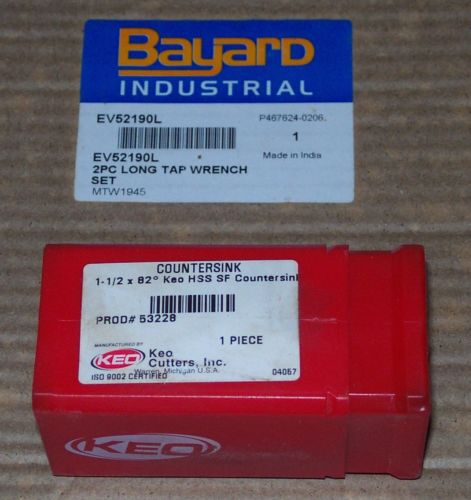 Bayard
INDUSTRIAL
EV52190L
P467624-0206
1
EV52190L
Made in India
2PC LONG TAP WRENCH
SET
MTW1945
COUNTERSINK
1-1/2 x 82° Keo HSS SF Countersink
PROD# 53228
1 PIECE
MANUFACTURED BY
KEO
Keo
Cutters, Inc.
Warren, Michigan U.S.A.
ISO 9002 CERTIFIED
04057
KEO